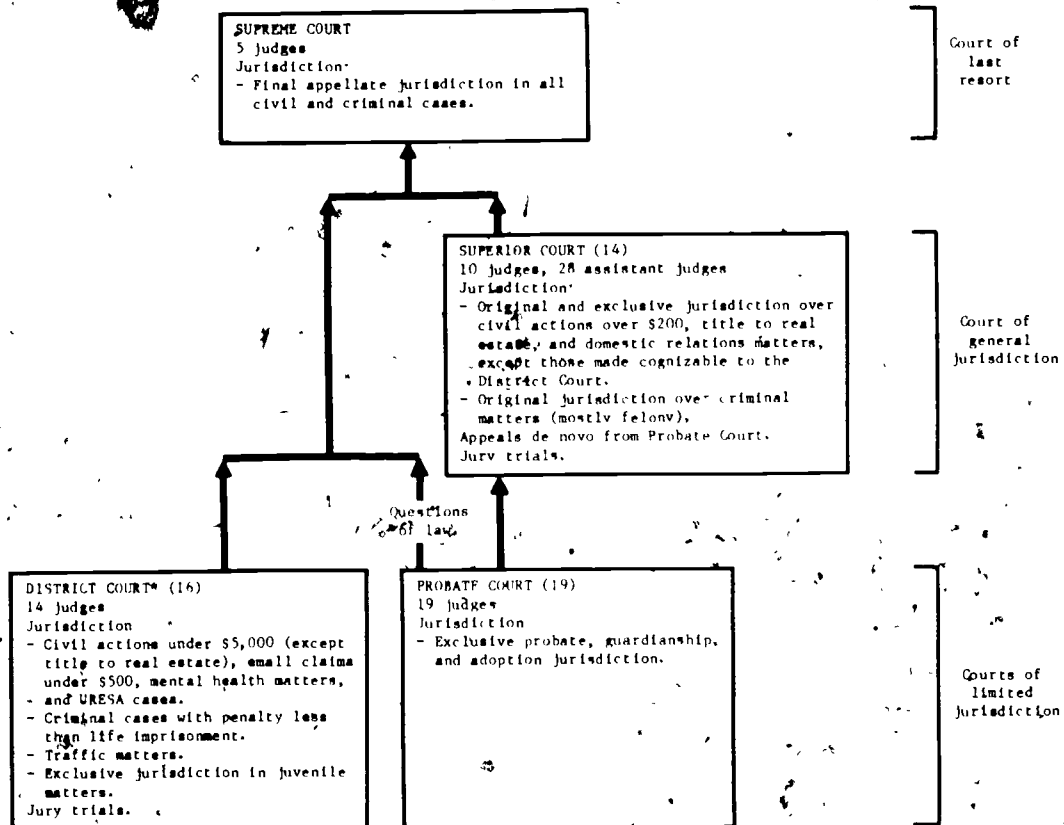 SUPREME COURT
5 judges
Jurisdiction
- Final appellate jurisdiction in all
civil and criminal cases.
Court of
last
resort
SUPERIOR COURT (14)
10 judges, 28 assistant judges
Jurisdiction
- Original and exclusive jurisdiction over
civil actions over $200, title to real
estate, and domestic relations matters,
except those made cognizable to the
District Court.
- Original jurisdiction over criminal
matters (mostly felony),
Appeals de novo from Probate Court.
Jury trials.
Court of
general
jurisdiction
Questions
of law.
DISTRICT COURT* (16)
14 judges
Jurisdiction
- Civil actions under $5,000 (except
title to real estate), small claims
under $500, mental health matters,
and URESA cases.
- Criminal cases with penalty less
than life imprisonment.
- Traffic matters.
- Exclusive jurisdiction in juvenile
matters.
Jury trials.
PROBATE COURT (19)
19 judges
Jurisdiction
- Exclusive probate, guardianship,
and adoption jurisdiction.
Courts of
limited
jurisdiction